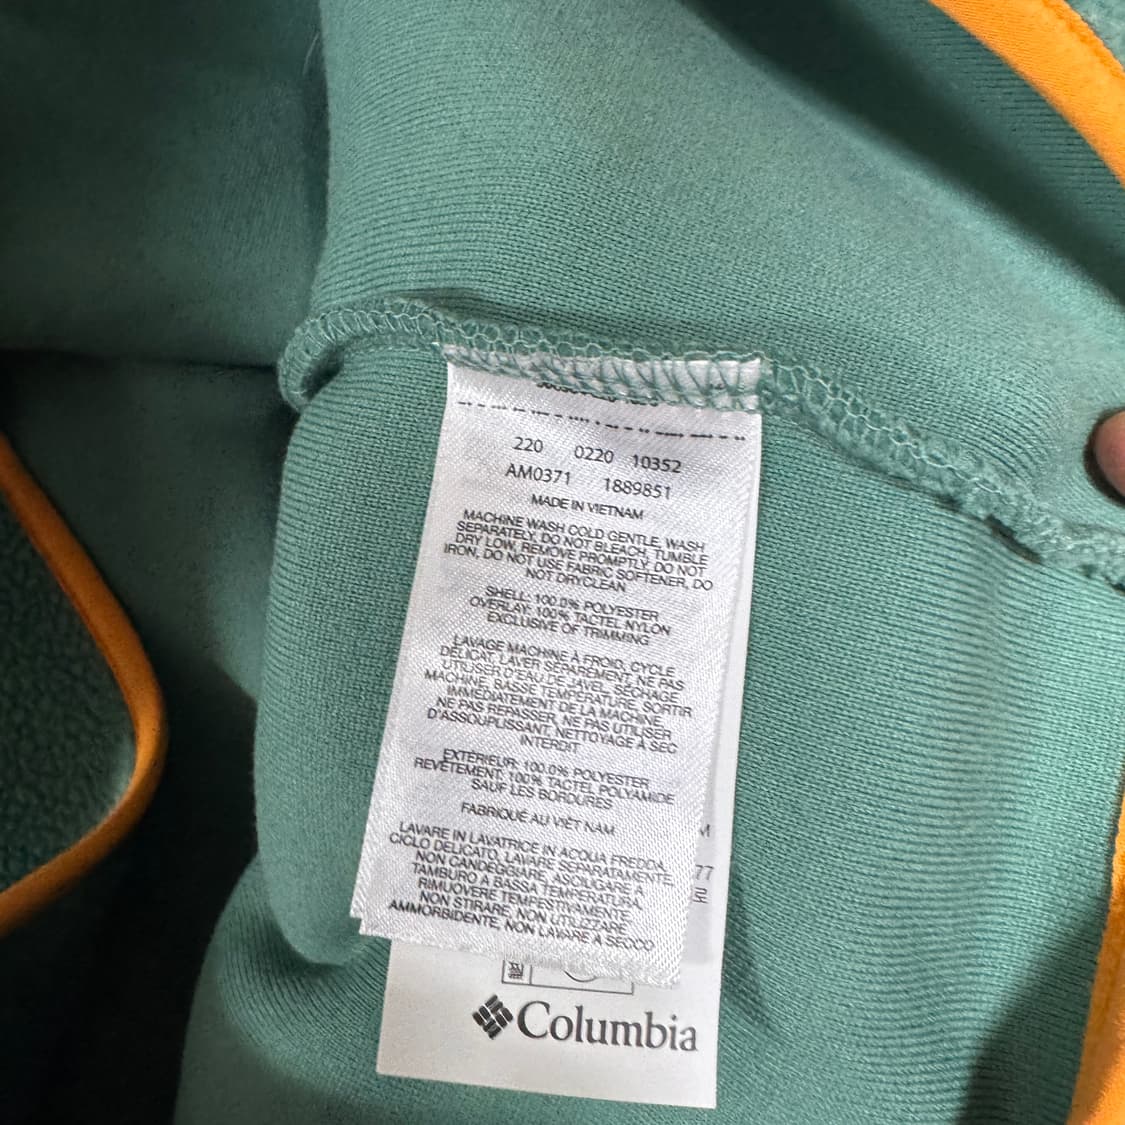 220 0220 10352
AM0371 1889851
MADE IN VIETNAM
MACHINE WASH COLD GENTLE, WASH
SEPARATELY, DO NOT BLEACH, TUMBLE
DRY LOW, REMOVE PROMPTLY, DO NOT
IRON, DO NOT USE FABRIC SOFTENER, DO
NOT DRYCLEAN
SHELL: 100.0% POLYESTER
OVERLAY: 100% TACTEL NYLON
EXCLUSIVE OF TRIMMING
LAVAGE MACHINE À FROID, CYCLE
DÉLICAT, LAVER SÉPARÉMENT, NE PAS
UTILISER D'EAU DE JAVEL, SÉCHAGE
MACHINE, BASSE TEMPÉRATURE, SORTIR
IMMÉDIATEMENT DE LA MACHINE,
NE PAS REPASSER, NE PAS UTILISER
D'ASSOUPLISSANT, NETTOYAGE À SEC
INTERDIT
EXTÉRIEUR: 100.0% POLYESTER
REVÊTEMENT: 100% TACTEL POLYAMIDE
SAUF LES BORDURES
FABRIQUÉ AU VIÊT NAM
LAVARE IN LAVATRICE IN ACQUA FREDDA,
CICLO DELICATO, LAVARE SEPARATAMENTE,
NON CANDEGGIARE, ASCIUGARE A
TAMBURO A BASSA TEMPERATURA,
RIMUOVERE TEMPESTIVAMENTE,
NON STIRARE, NON UTILIZZARE
AMMORBIDENTE, NON LAVARE A SECCO
M
77
로
Columbia